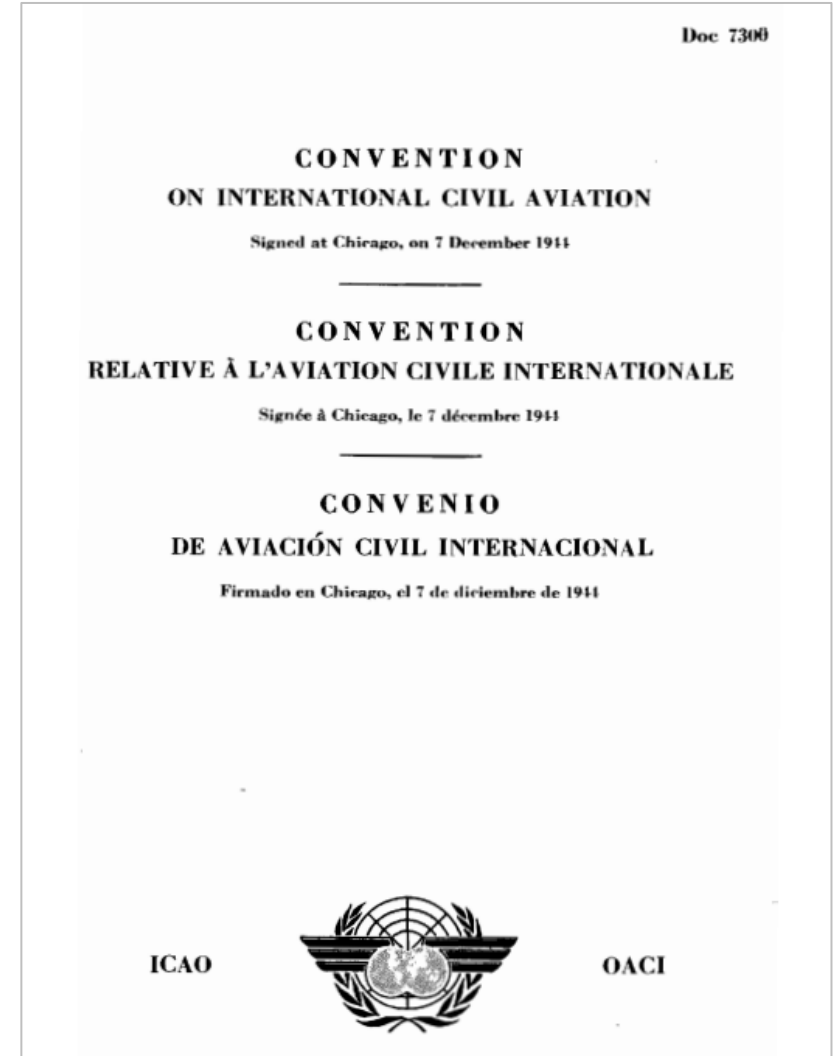 Doc 7300
CONVENTION
ON INTERNATIONAL CIVIL AVIATION
Signed at Chicago, on 7 December 1944
CONVENTION
RELATIVE À L'AVIATION CIVILE INTERNATIONALE
Signée à Chicago, le 7 décembre 1944
CONVENIO
DE AVIACIÓN CIVIL INTERNACIONAL
Firmado en Chicago, el 7 de diciembre de 1944
ICAO
OACI